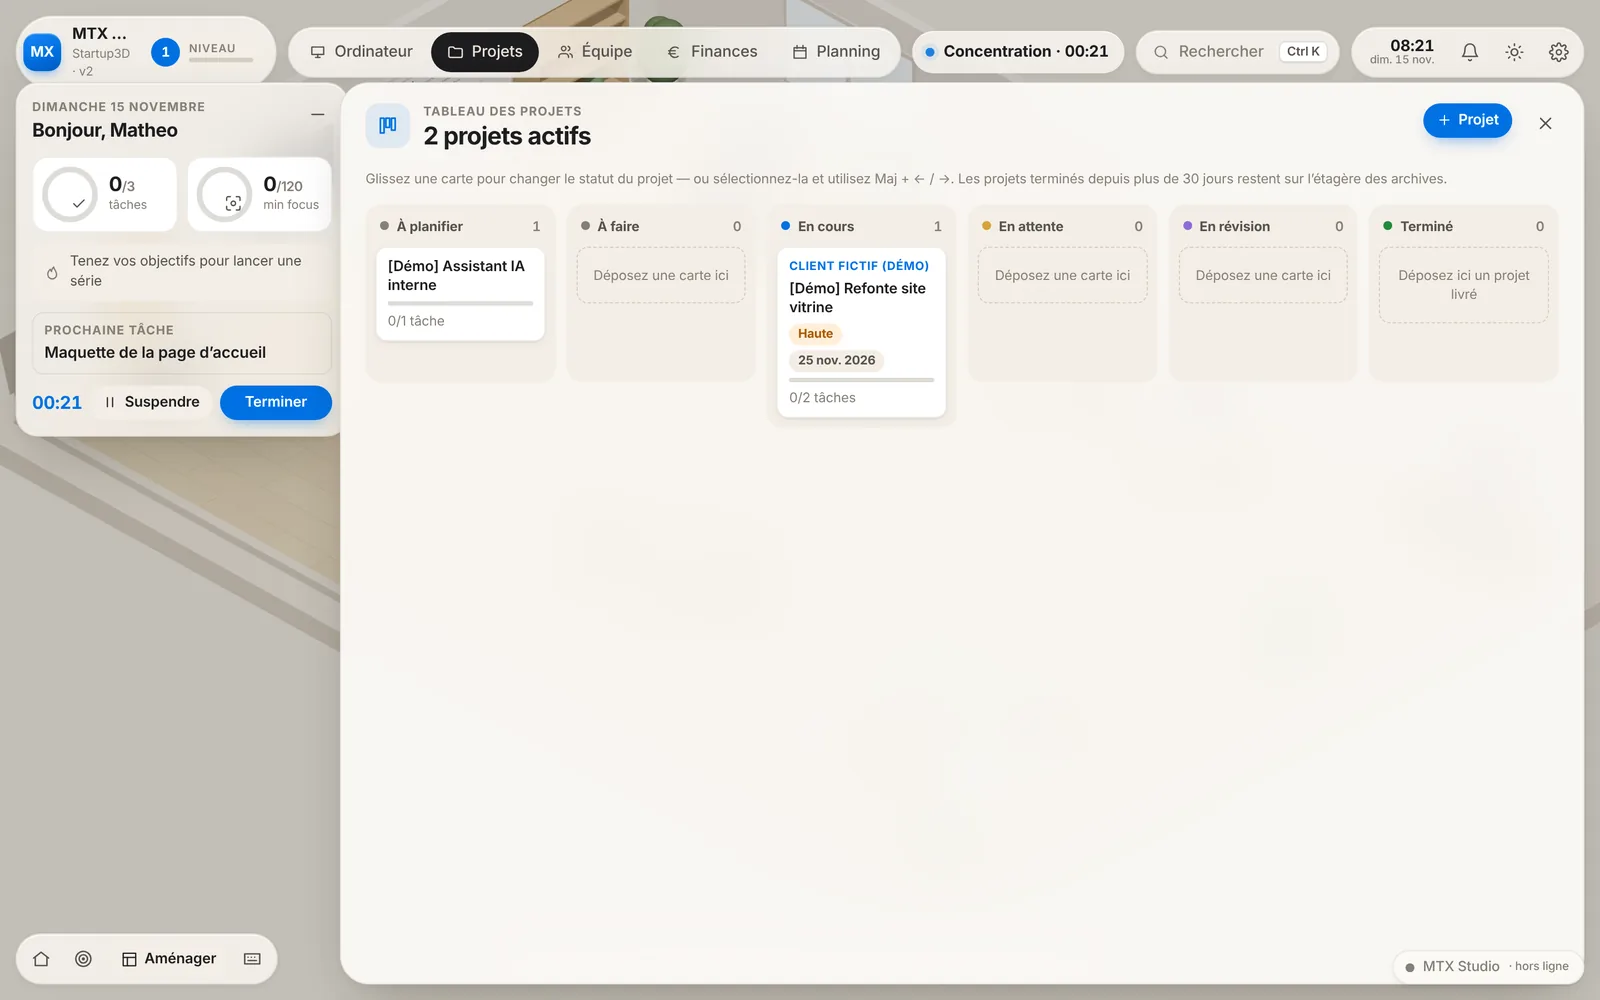 MX
MTX ...
Startup3D
· v2
1
NIVEAU
Ordinateur
Projets
Équipe
Finances
Planning
Concentration · 00:21
Rechercher
Ctrl K
08:21
dim. 15 nov.
DIMANCHE 15 NOVEMBRE
Bonjour, Matheo
0/3
tâches
0/120
min focus
Tenez vos objectifs pour lancer une
série
PROCHAINE TÂCHE
Maquette de la page d’accueil
00:21
Suspendre
Terminer
TABLEAU DES PROJETS
2 projets actifs
+ Projet
Glissez une carte pour changer le statut du projet — ou sélectionnez-la et utilisez Maj + ← / →. Les projets terminés depuis plus de 30 jours restent sur l’étagère des archives.
À planifier 1
[Démo] Assistant IA
interne
0/1 tâche
À faire 0
Déposez une carte ici
En cours 1
CLIENT FICTIF (DÉMO)
[Démo] Refonte site
vitrine
Haute
25 nov. 2026
0/2 tâches
En attente 0
Déposez une carte ici
En révision 0
Déposez une carte ici
Terminé 0
Déposez ici un projet
livré
Aménager
MTX Studio · hors ligne